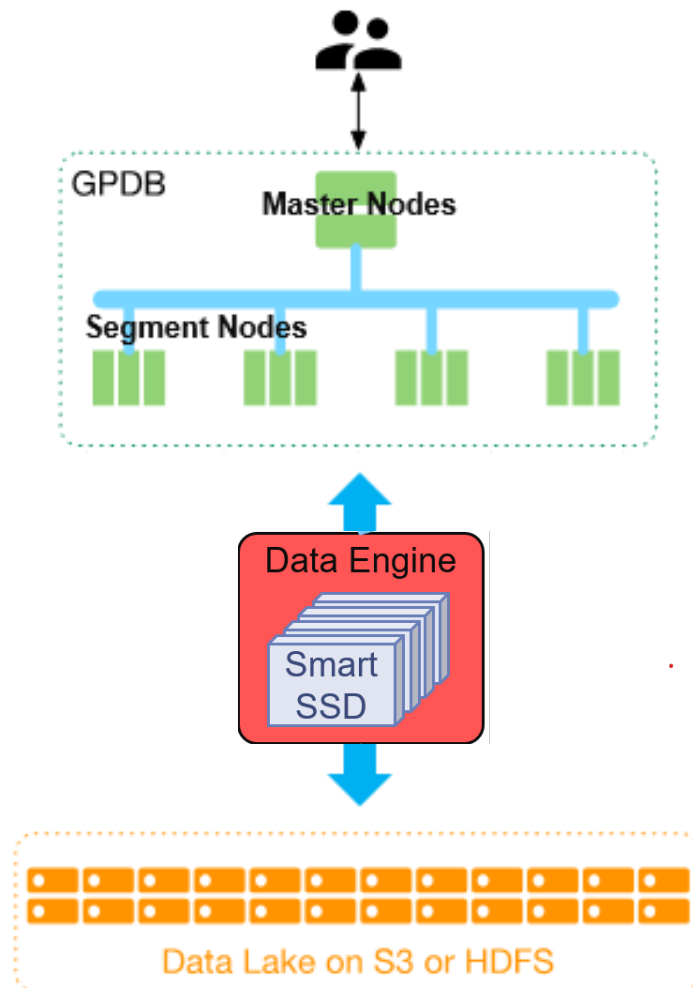 GPDB
Master Nodes
Segment Nodes
Data Engine
Smart
SSD
Data Lake on S3 or HDFS